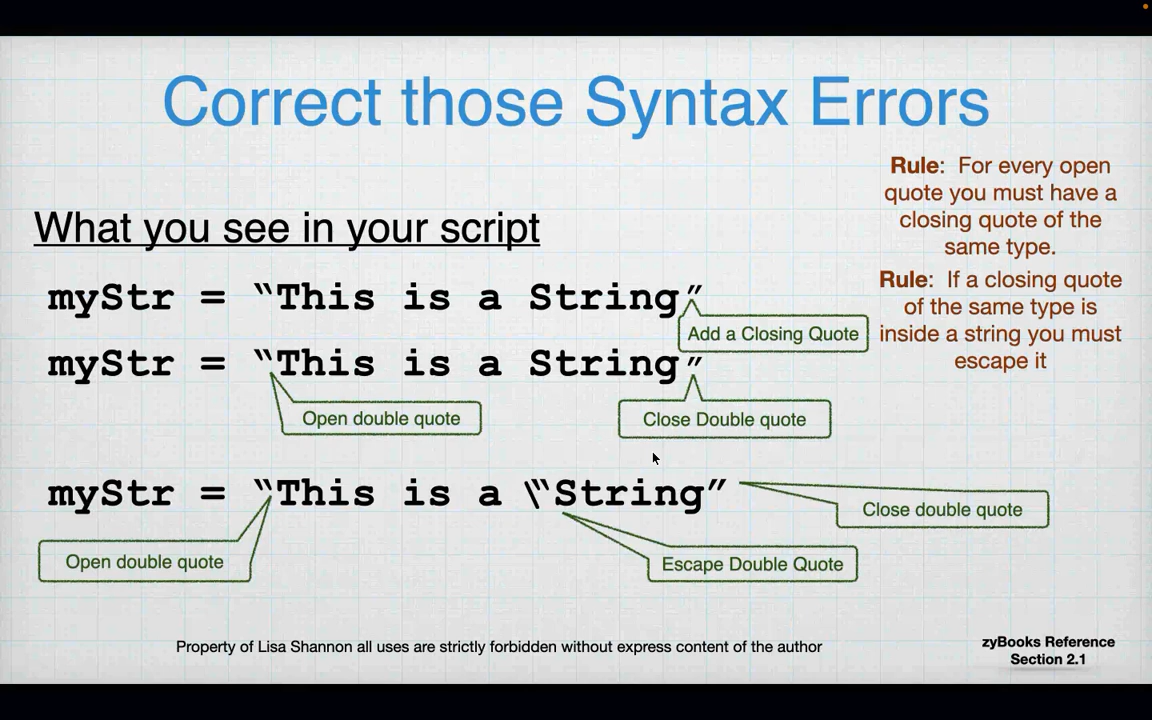 Correct those Syntax Errors
Rule: For every open
quote you must have a
closing quote of the
same type.
Rule: If a closing quote
of the same type is
inside a string you must
escape it
What you see in your script
myStr = “This is a String”
Add a Closing Quote
myStr = “This is a String”
Open double quote
Close Double quote
myStr = “This is a \“String”
Close double quote
Open double quote
Escape Double Quote
Property of Lisa Shannon all uses are strictly forbidden without express content of the author
zyBooks Reference
Section 2.1